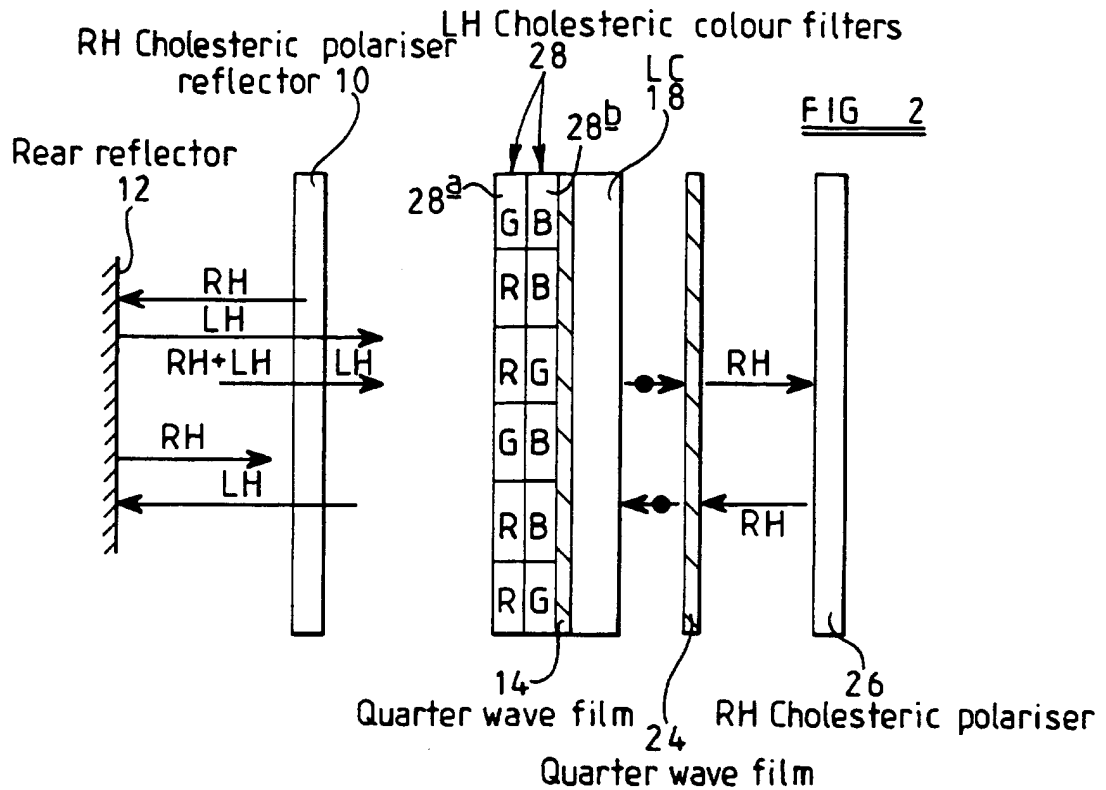 LH Cholesteric colour filters
28
RH Cholesteric polariser
reflector 10
LC
18
FIG 2
28b
Rear reflector
12
28a
G B
R B
R G
G B
R B
R G
RH
LH
RH+LH LH
RH
LH
RH
RH
14
Quarter wave film
24
Quarter wave film
26
RH Cholesteric polariser